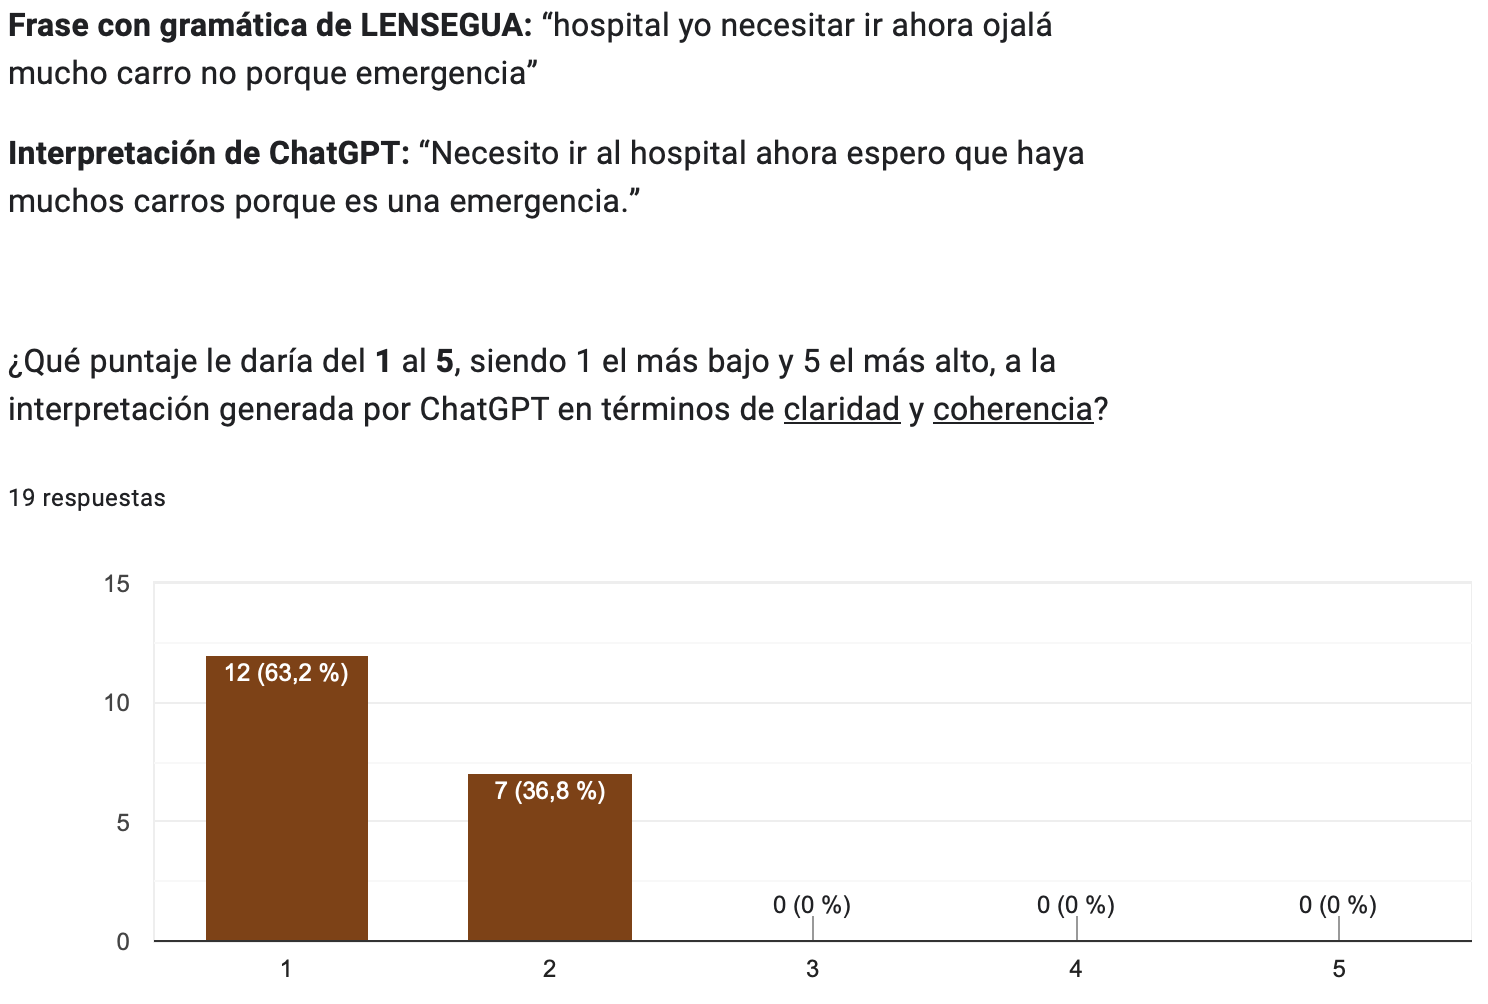 Frase con gramática de LENSEGUA: “hospital yo necesitar ir ahora ojalá
mucho carro no porque emergencia”
Interpretación de ChatGPT: “Necesito ir al hospital ahora espero que haya
muchos carros porque es una emergencia.”
¿Qué puntaje le daría del 1 al 5, siendo 1 el más bajo y 5 el más alto, a la
interpretación generada por ChatGPT en términos de claridad y coherencia?
19 respuestas
15
12 (63,2 %)
10
7 (36,8 %)
5
0 (0 %) 0 (0 %) 0 (0 %)
0
1 2 3 4 5